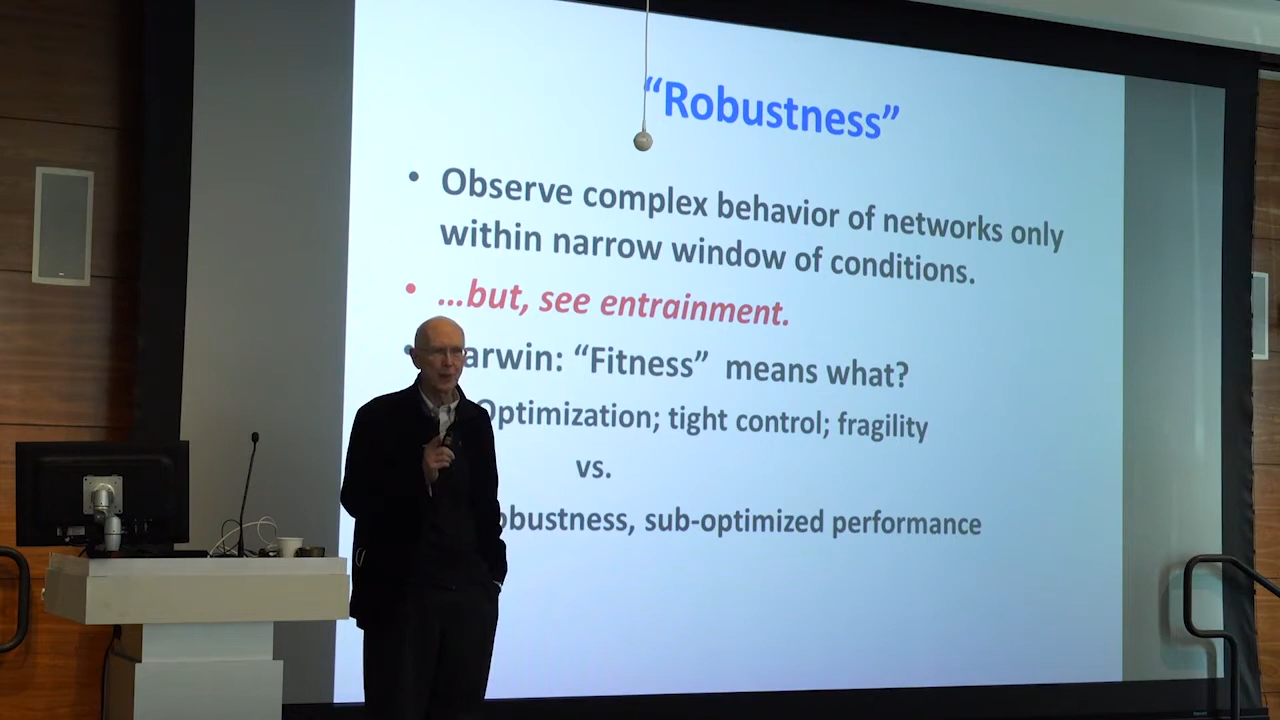 “Robustness”
• Observe complex behavior of networks only
within narrow window of conditions.
• …but, see entrainment.
• arwin: “Fitness” means what?
Optimization; tight control; fragility
vs.
obustness, sub-optimized performance